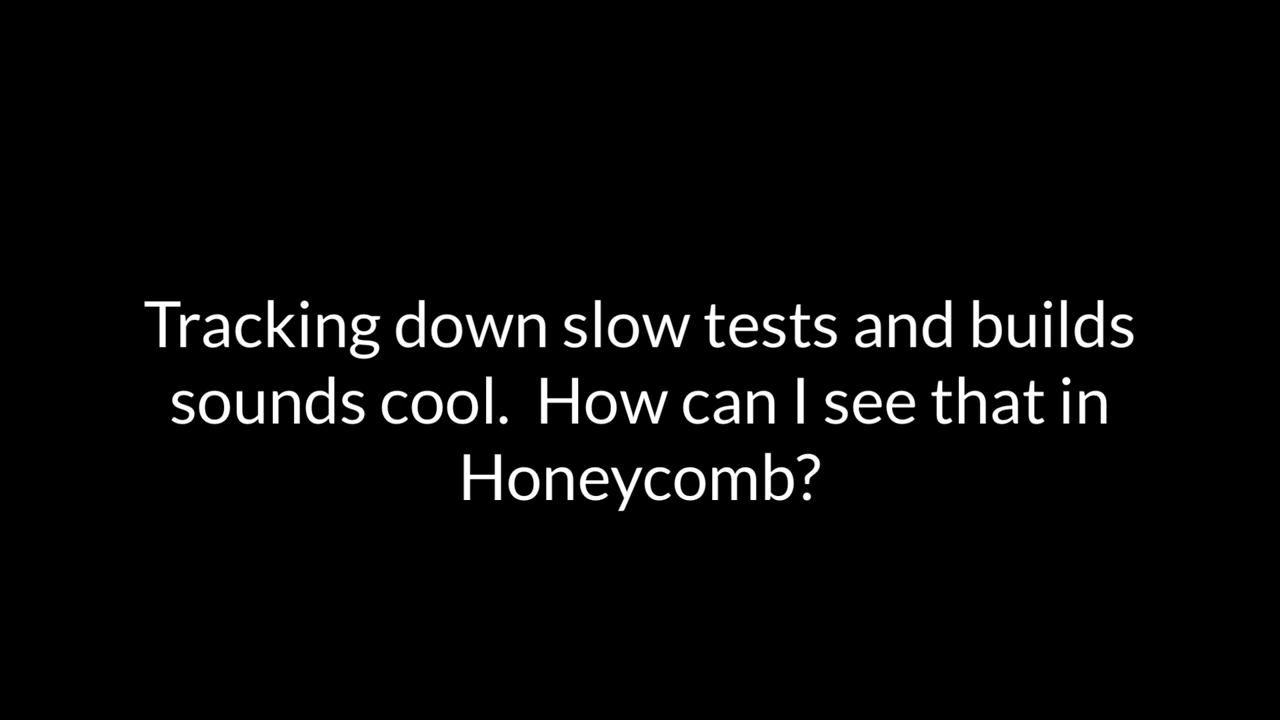 Tracking down slow tests and builds
sounds cool.  How can I see that in
Honeycomb?